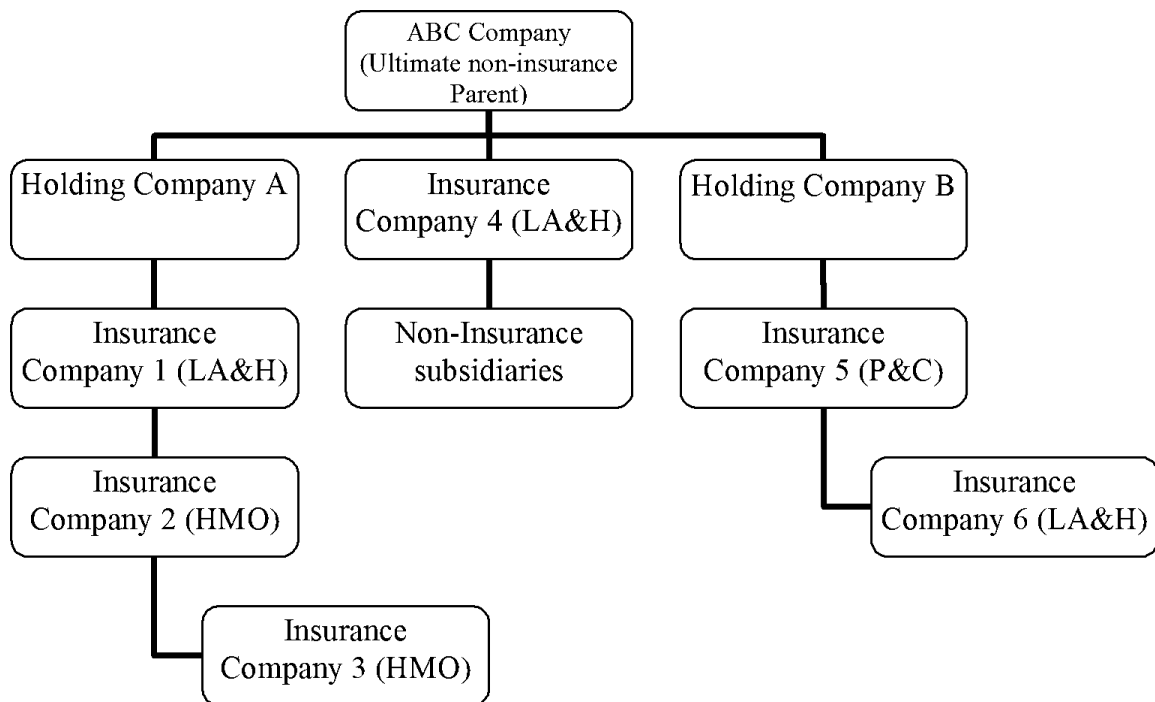 ABC Company
(Ultimate non-insurance
Parent)
Holding Company A
Insurance
Company 4 (LA&H)
Holding Company B
Insurance
Company 1 (LA&H)
Non-Insurance
subsidiaries
Insurance
Company 5 (P&C)
Insurance
Company 2 (HMO)
Insurance
Company 6 (LA&H)
Insurance
Company 3 (HMO)